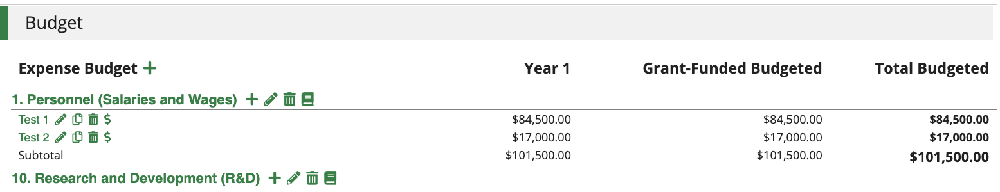 Budget
Expense Budget + Year 1 Grant-Funded Budgeted Total Budgeted
1. Personnel (Salaries and Wages) +
Test 1 $ $84,500.00 $84,500.00 $84,500.00
Test 2 $ $17,000.00 $17,000.00 $17,000.00
Subtotal $101,500.00 $101,500.00 $101,500.00
10. Research and Development (R&D) +